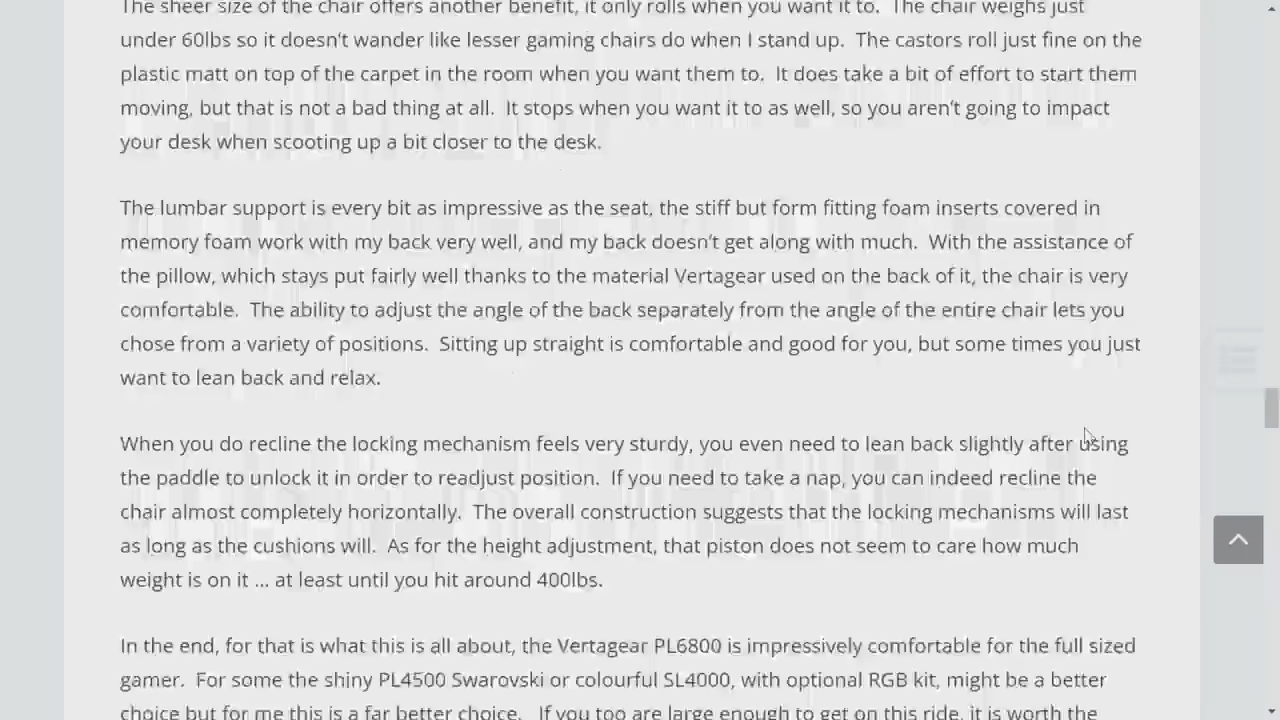 The sheer size of the chair offers another benefit, it only rolls when you want it to.  The chair weighs just
under 60lbs so it doesn't wander like lesser gaming chairs do when I stand up.  The castors roll just fine on the
plastic matt on top of the carpet in the room when you want them to.  It does take a bit of effort to start them
moving, but that is not a bad thing at all.  It stops when you want it to as well, so you aren't going to impact
your desk when scooting up a bit closer to the desk.
The lumbar support is every bit as impressive as the seat, the stiff but form fitting foam inserts covered in
memory foam work with my back very well, and my back doesn't get along with much.  With the assistance of
the pillow, which stays put fairly well thanks to the material Vertagear used on the back of it, the chair is very
comfortable.  The ability to adjust the angle of the back separately from the angle of the entire chair lets you
chose from a variety of positions.  Sitting up straight is comfortable and good for you, but some times you just
want to lean back and relax.
When you do recline the locking mechanism feels very sturdy, you even need to lean back slightly after using
the paddle to unlock it in order to readjust position.  If you need to take a nap, you can indeed recline the
chair almost completely horizontally.  The overall construction suggests that the locking mechanisms will last
as long as the cushions will.  As for the height adjustment, that piston does not seem to care how much
weight is on it ... at least until you hit around 400lbs.
In the end, for that is what this is all about, the Vertagear PL6800 is impressively comfortable for the full sized
gamer.  For some the shiny PL4500 Swarovski or colourful SL4000, with optional RGB kit, might be a better
choice but for me this is a far better choice.   If you too are large enough to get on this ride, it is worth the